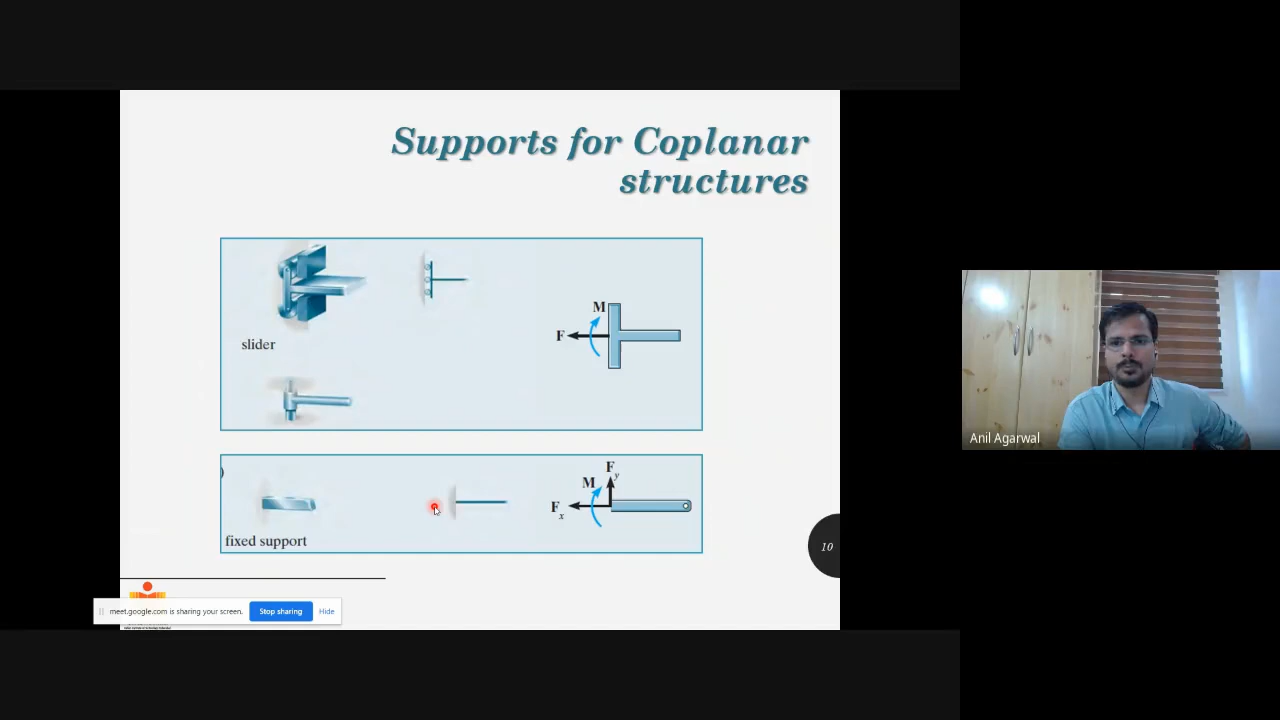 Supports for Coplanar
structures
slider
M
F
)
fixed support
M
F y
F x
10
meet.google.com is sharing your screen.
Stop sharing
Hide
Anil Agarwal